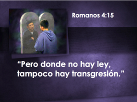 Romanos 4:15
“Pero donde no hay ley,
tampoco hay transgresión.”